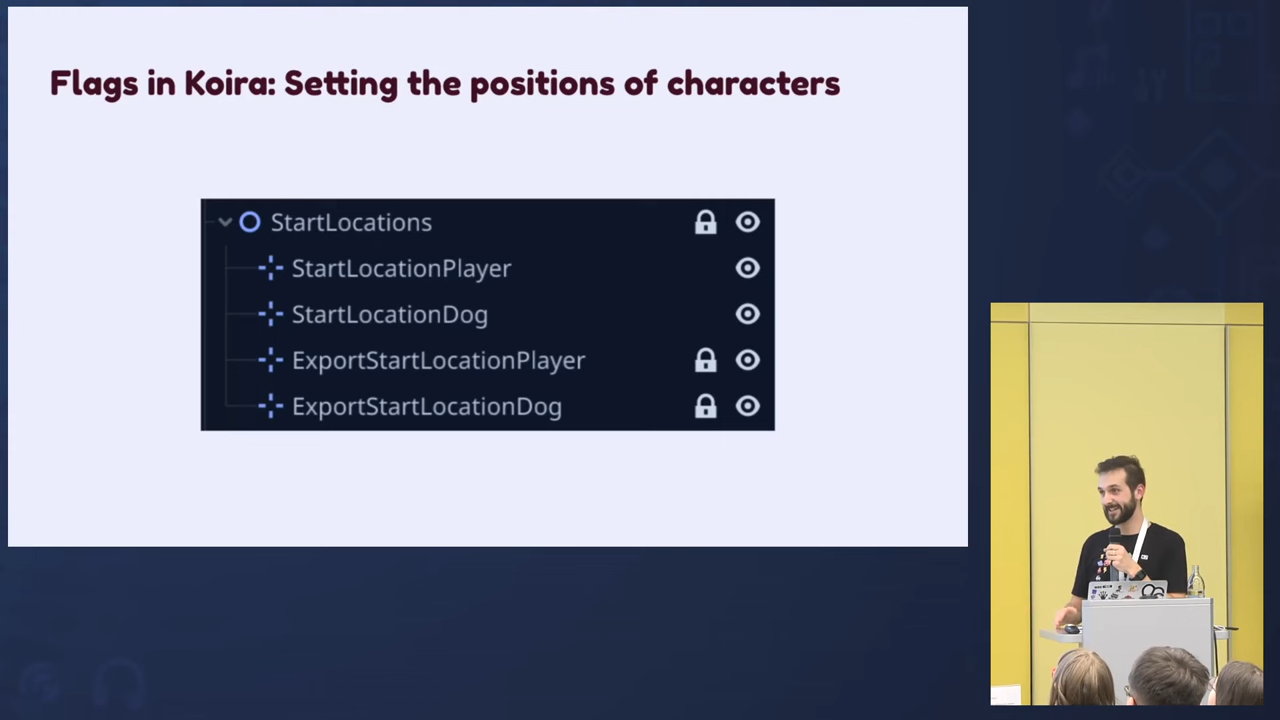 Flags in Koira: Setting the positions of characters
StartLocations
StartLocationPlayer
StartLocationDog
ExportStartLocationPlayer
ExportStartLocationDog